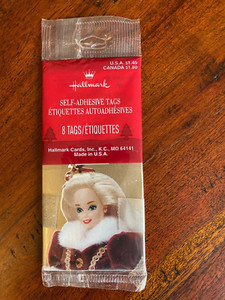 U.S.A. $1.45
CANADA $1.89
Hallmark
SELF-ADHESIVE TAGS
ÉTIQUETTES AUTOADHÉSIVES
8 TAGS/ÉTIQUETTES
Hallmark Cards, Inc., K.C., MO 64141
Made in U.S.A.